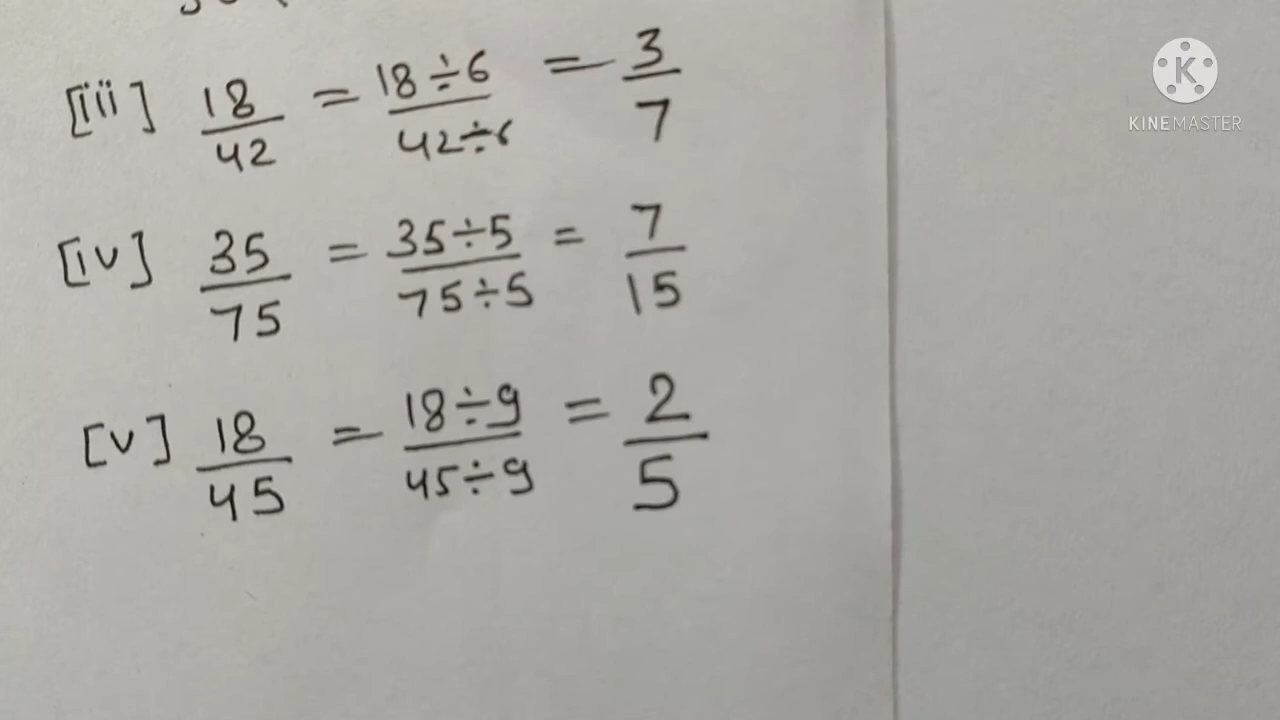 [iii] 18/42 = 18÷6/42÷6 = 3/7
[iv] 35/75 = 35÷5/75÷5 = 7/15
[v] 18/45 = 18÷9/45÷9 = 2/5
K
KINEMASTER